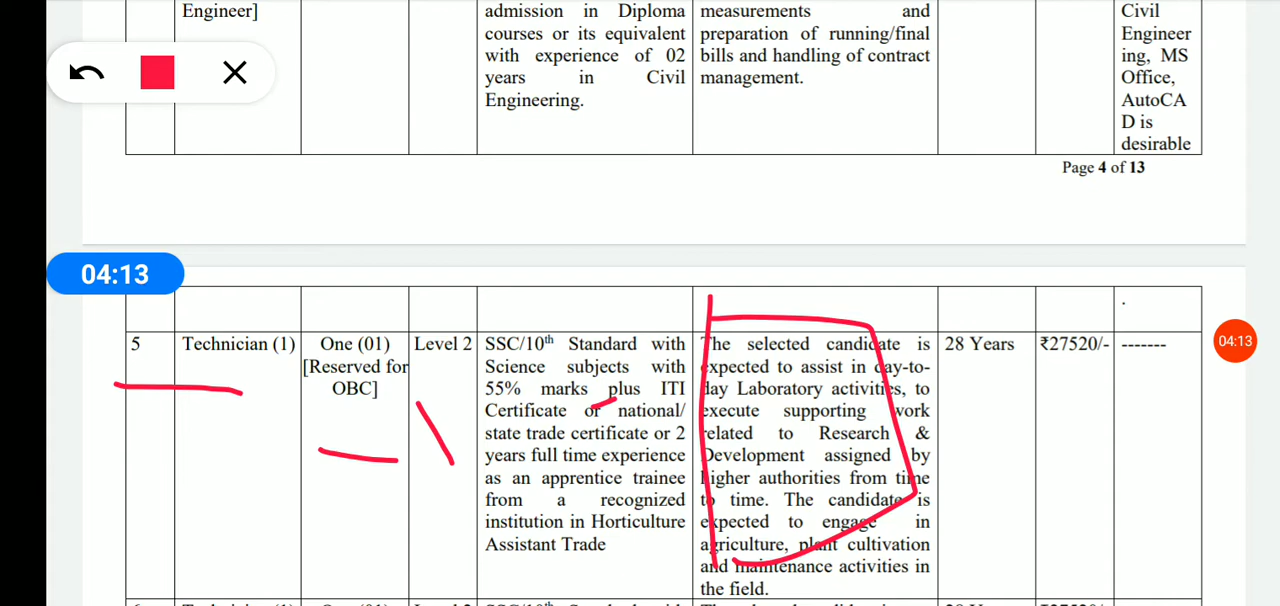 Engineer]
admission in Diploma
courses or its equivalent
with experience of 02
years in Civil
Engineering.
measurements and
preparation of running/final
bills and handling of contract
management.
Civil
Engineer
ing, MS
Office,
AutoCA
D is
desirable
Page 4 of 13
04:13
.
5
Technician (1)
One (01)
[Reserved for
OBC]
Level 2
SSC/10th Standard with
Science subjects with
55% marks plus ITI
Certificate or national/
state trade certificate or 2
years full time experience
as an apprentice trainee
from a recognized
institution in Horticulture
Assistant Trade
The selected candidate is
expected to assist in day-to-
day Laboratory activities, to
execute supporting work
related to Research &
Development assigned by
higher authorities from time
to time. The candidate is
expected to engage in
agriculture, plant cultivation
and maintenance activities in
the field.
28 Years
₹27520/-
-------
04:13